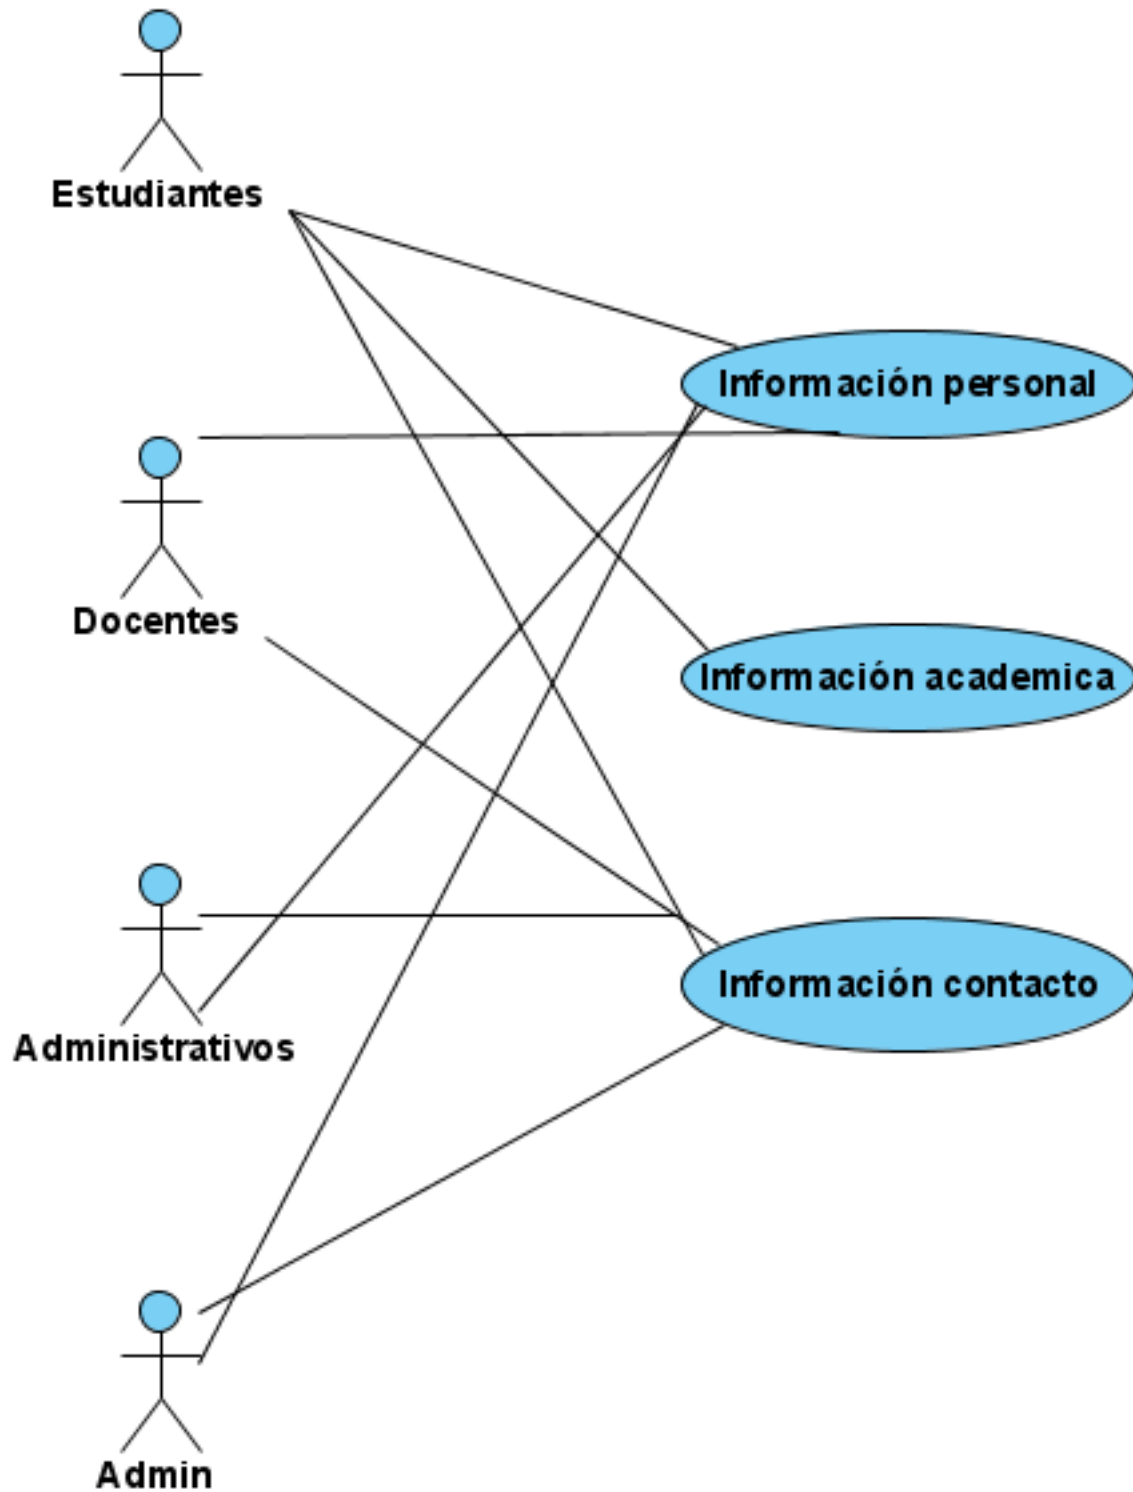 Estudiantes
Información personal
Docentes
Información academica
Información contacto
Administrativos
Admin